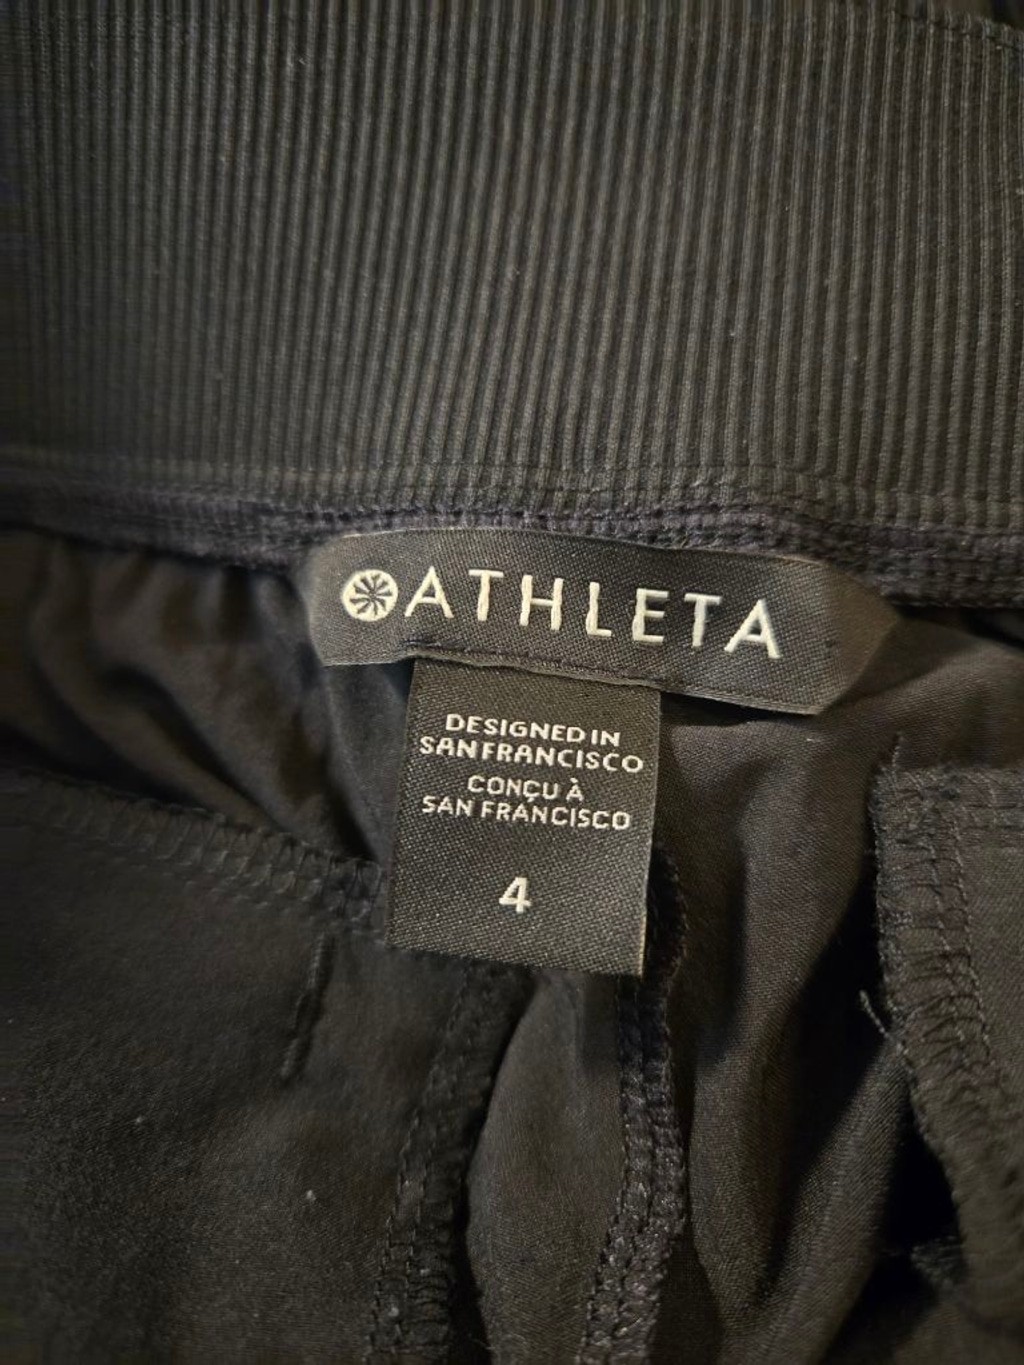 ATHLETA
DESIGNED IN
SAN FRANCISCO
CONÇU À
SAN FRANCISCO
4